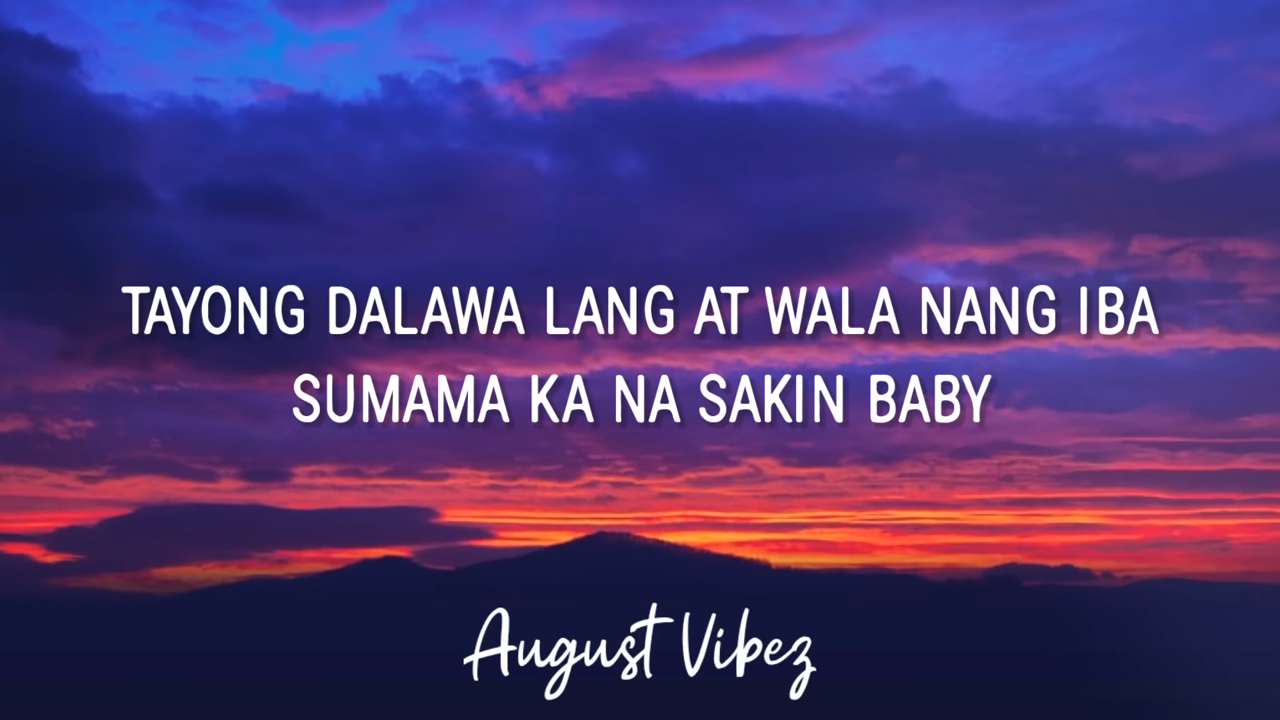 TAYONG DALAWA LANG AT WALA NANG IBA
SUMAMA KA NA SAKIN BABY
August Vibez